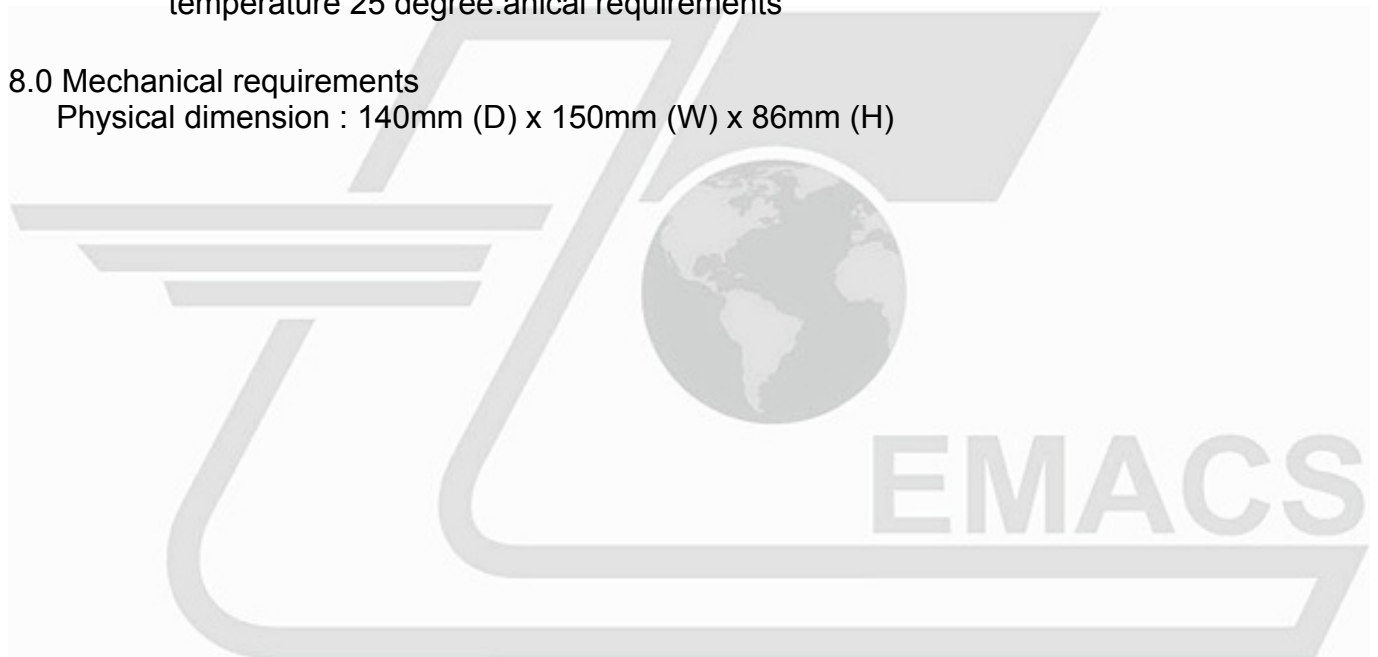 temperature 25 degree.anical requirements
8.0 Mechanical requirements
Physical dimension : 140mm (D) x 150mm (W) x 86mm (H)
EMACS